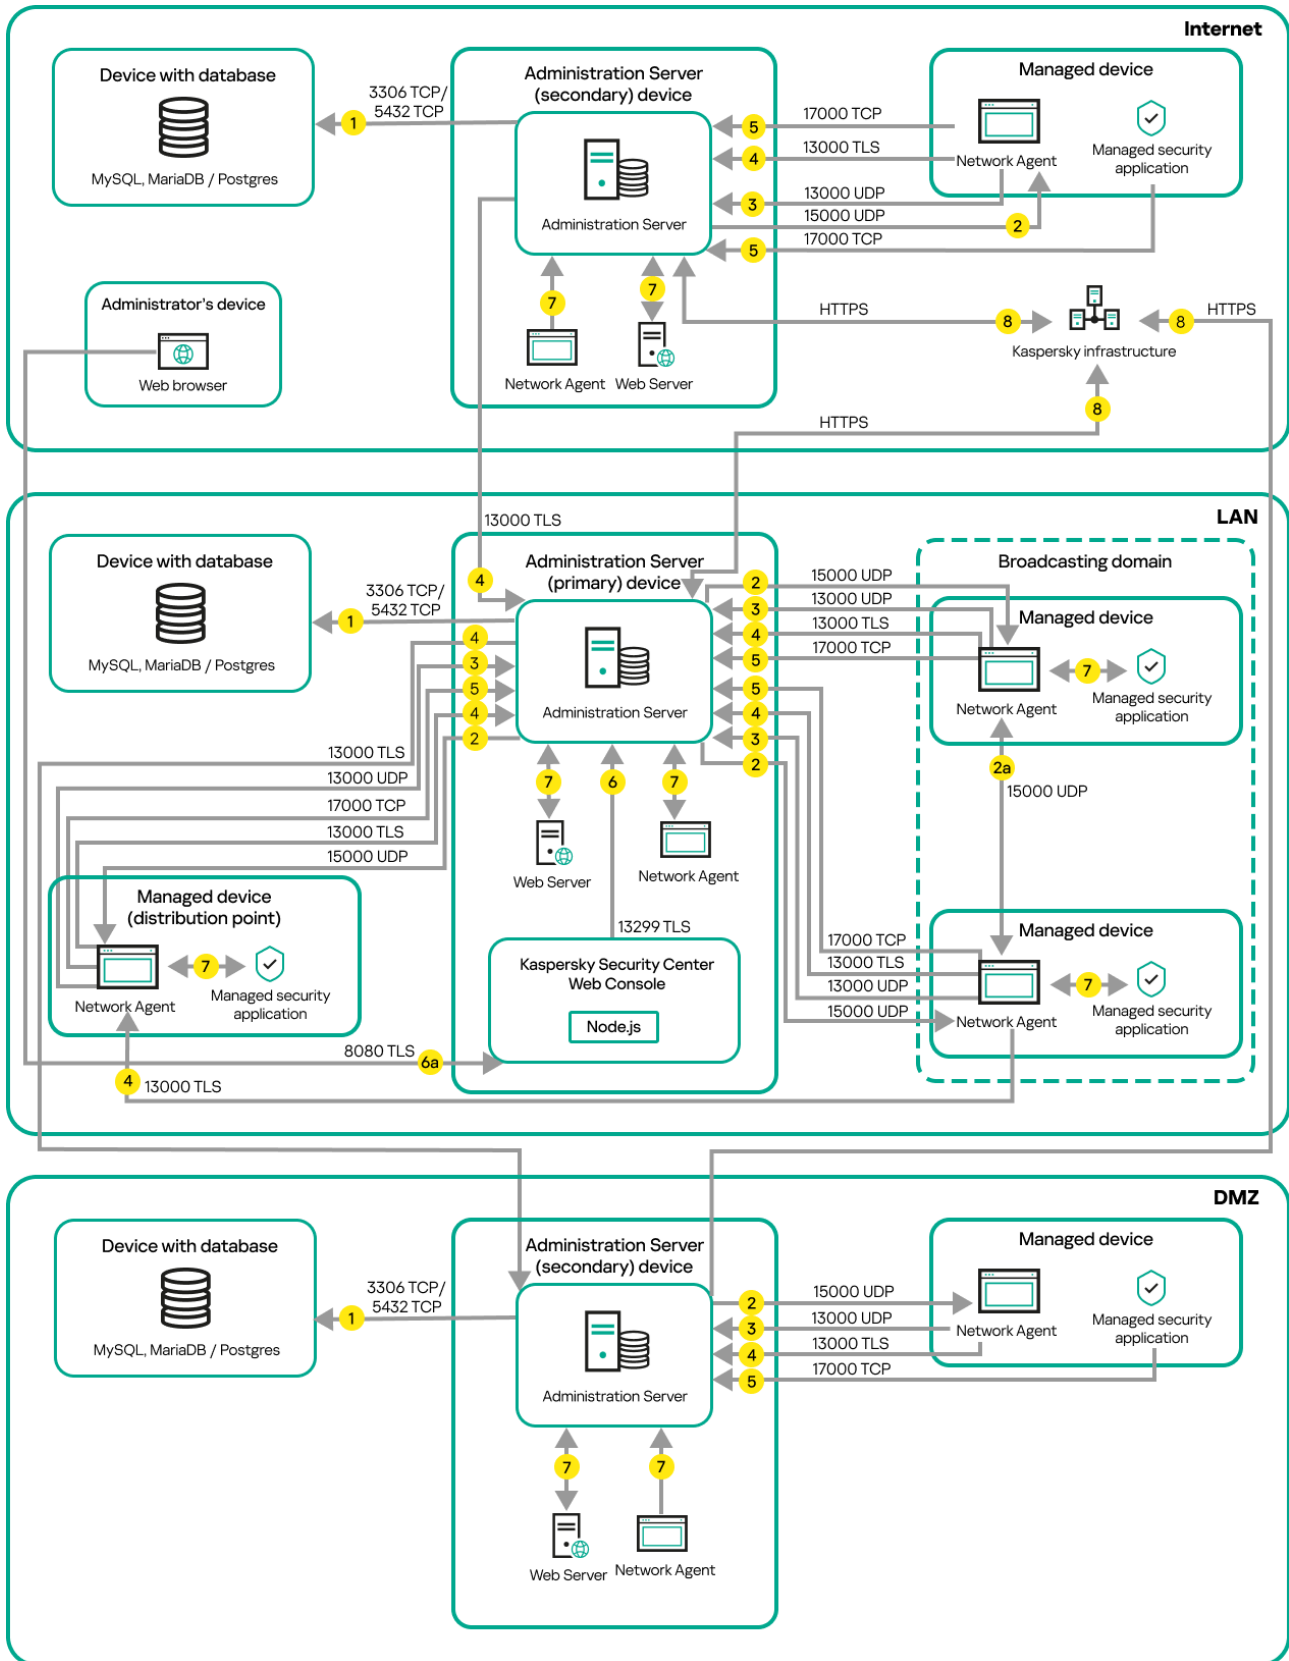 Internet
Device with database
MySQL, MariaDB / Postgres
3306 TCP/
5432 TCP
1
Administration Server
(secondary) device
Administration Server
7
7
Network Agent
Web Server
Managed device
Network Agent
Managed security
application
17000 TCP
5
13000 TLS
4
13000 UDP
3
15000 UDP
2
17000 TCP
5
Administrator's device
Web browser
HTTPS
8
Kaspersky infrastructure
8
HTTPS
8
HTTPS
LAN
13000 TLS
4
Device with database
MySQL, MariaDB / Postgres
3306 TCP/
5432 TCP
1
Administration Server
(primary) device
Administration Server
4
3
5
4
2
13000 TLS
13000 UDP
17000 TCP
13000 TLS
15000 UDP
2
15000 UDP
3
13000 UDP
4
13000 TLS
5
17000 TCP
5
4
3
2
Broadcasting domain
Managed device
Network Agent
7
Managed security
application
2a
15000 UDP
7
6
7
Web Server
Network Agent
13299 TLS
Kaspersky Security Center
Web Console
Node.js
Managed device
(distribution point)
Network Agent
7
Managed security
application
17000 TCP
13000 TLS
13000 UDP
15000 UDP
Managed device
Network Agent
7
Managed security
application
8080 TLS
6a
4
13000 TLS
DMZ
Device with database
MySQL, MariaDB / Postgres
3306 TCP/
5432 TCP
1
Administration Server
(secondary) device
Administration Server
2
15000 UDP
3
13000 UDP
4
13000 TLS
5
17000 TCP
Managed device
Network Agent
Managed security
application
7
7
Web Server
Network Agent